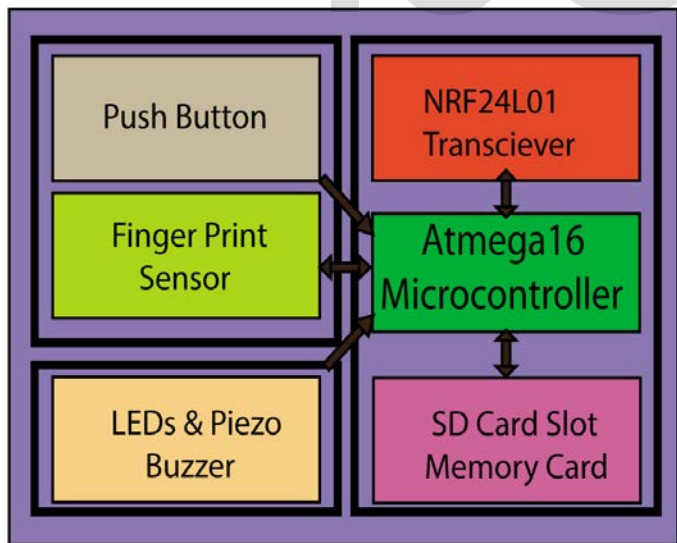 Push Button
Finger Print
Sensor
LEDs & Piezo
Buzzer
NRF24L01
Transciever
Atmega16
Microcontroller
SD Card Slot
Memory Card